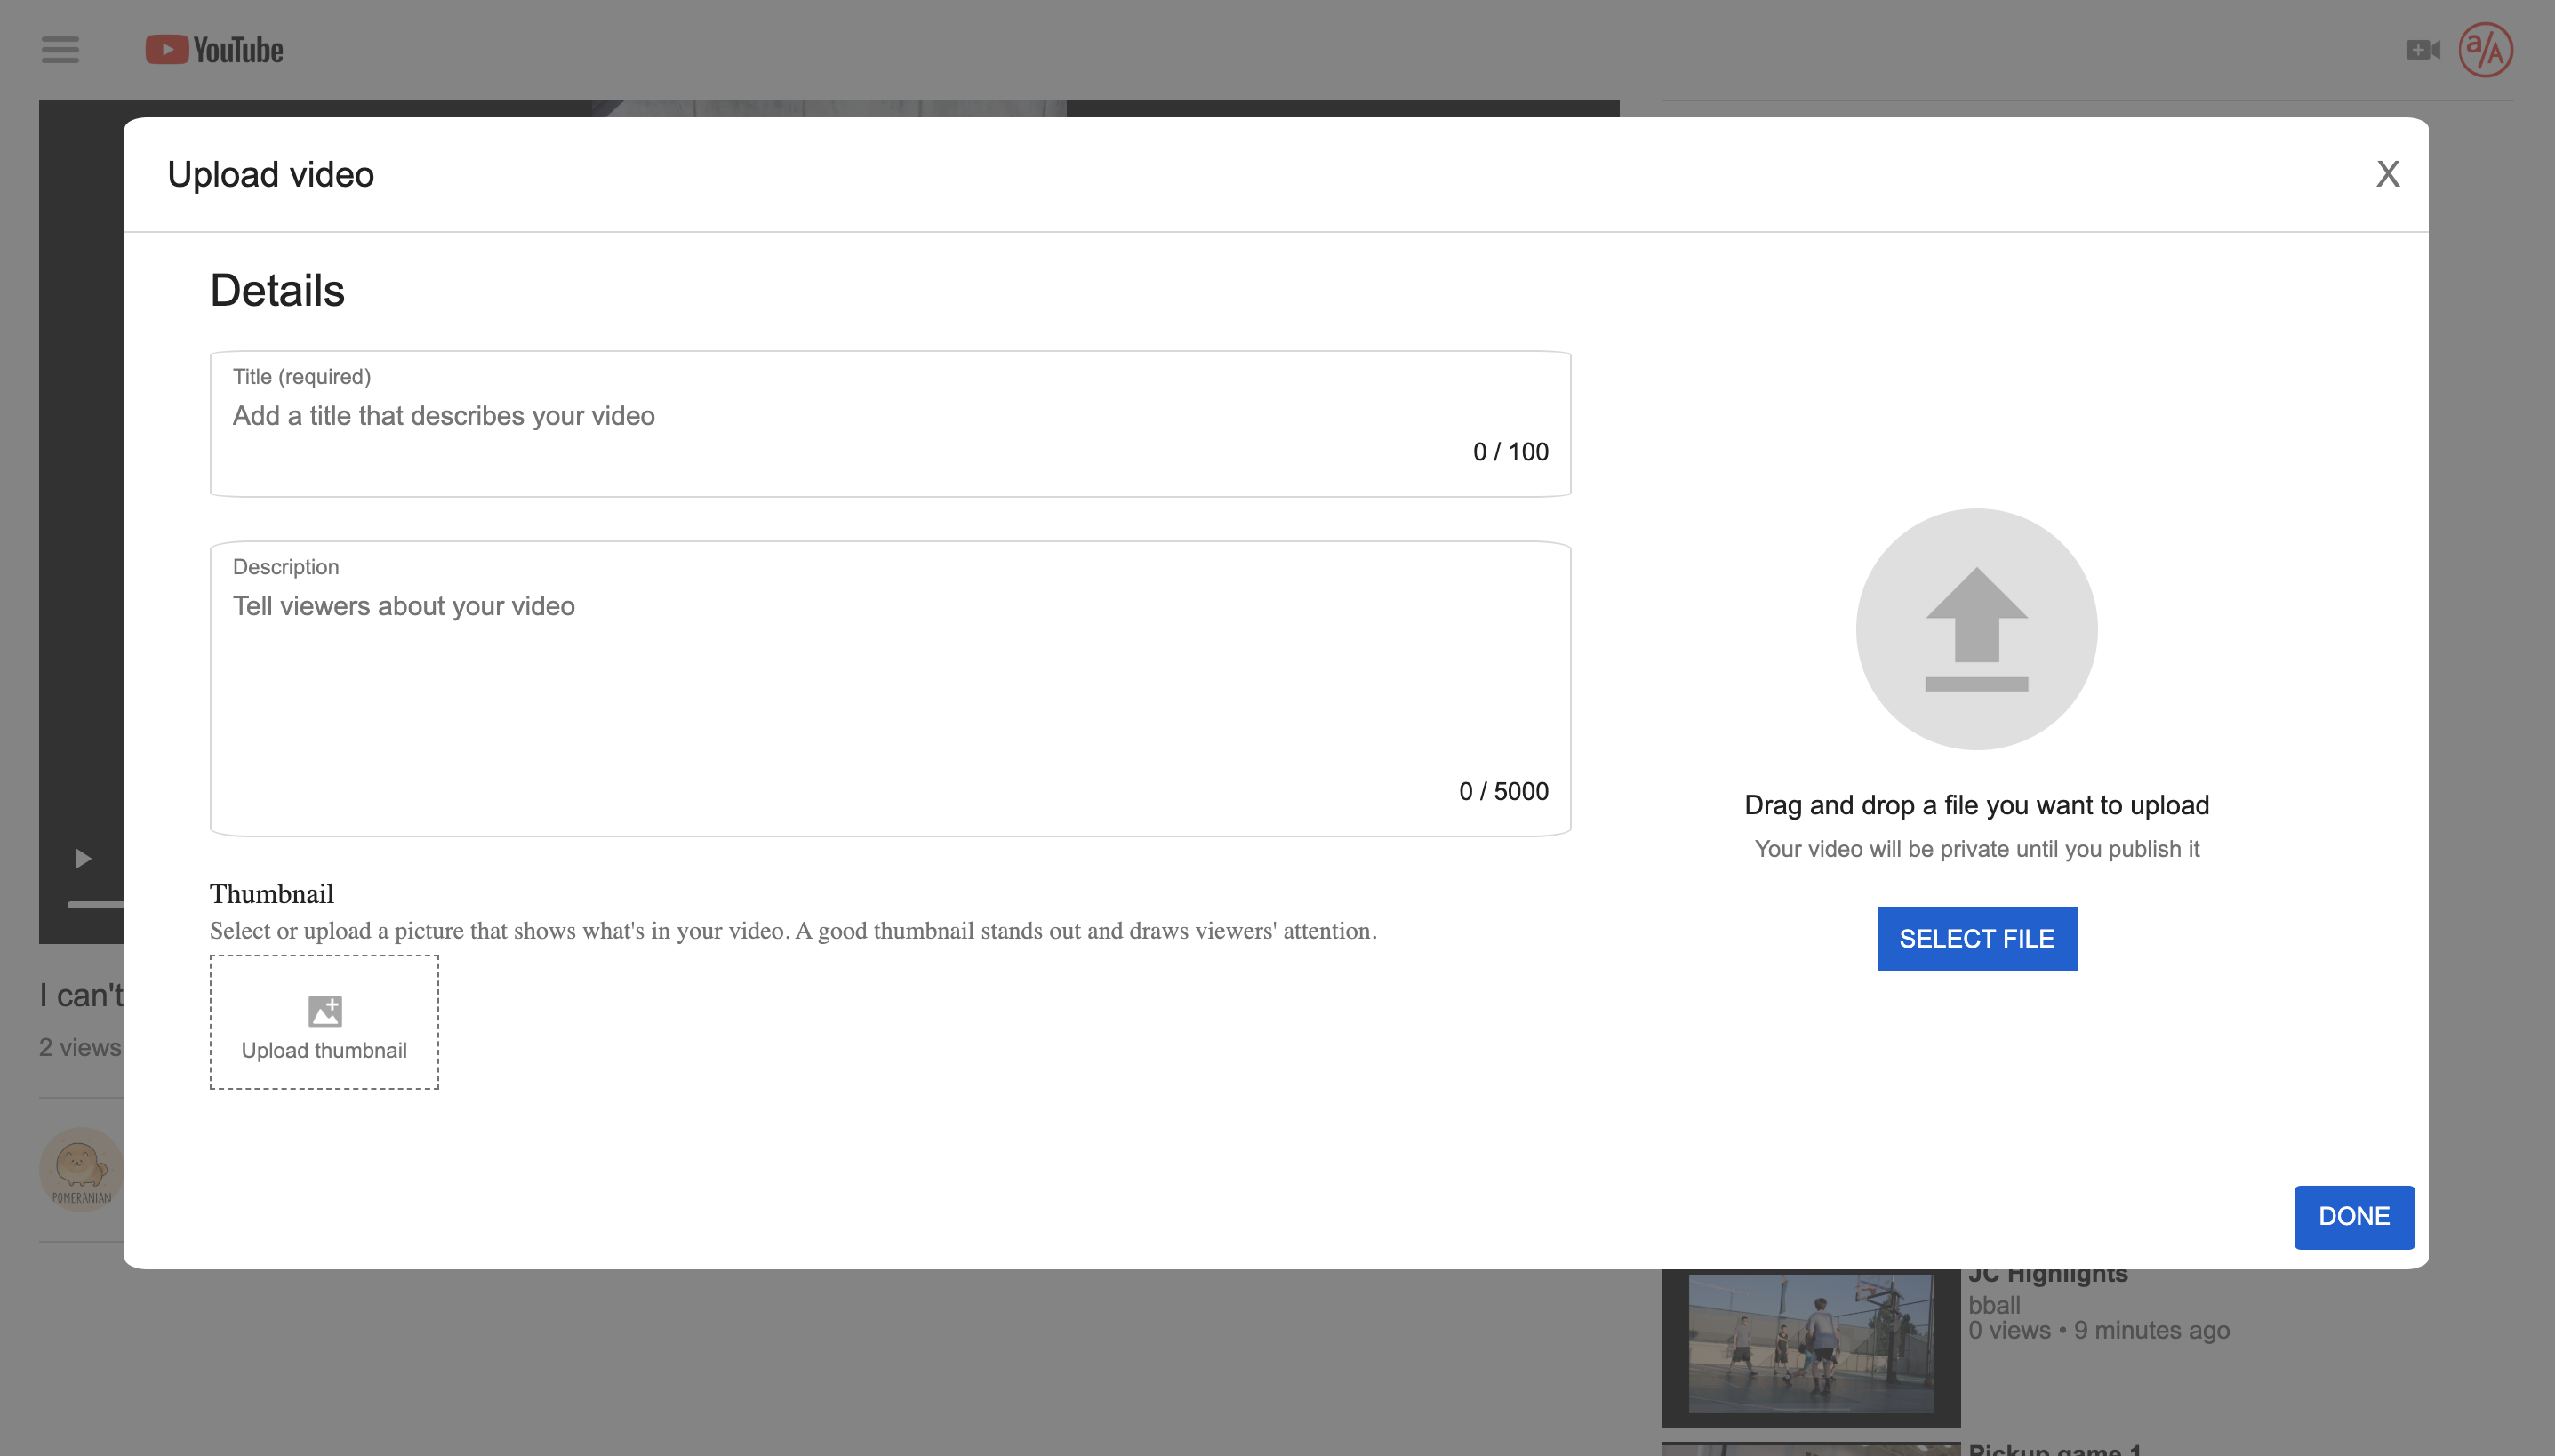 YouTube
a/A
Upload video
X
Details
Title (required)
Add a title that describes your video
0 / 100
Description
Tell viewers about your video
0 / 5000
Thumbnail
Select or upload a picture that shows what's in your video. A good thumbnail stands out and draws viewers' attention.
Upload thumbnail
Drag and drop a file you want to upload
Your video will be private until you publish it
SELECT FILE
DONE
I can't
2 views
POMERANIAN
JC Highlights
bball
0 views • 9 minutes ago
Pickup game 1